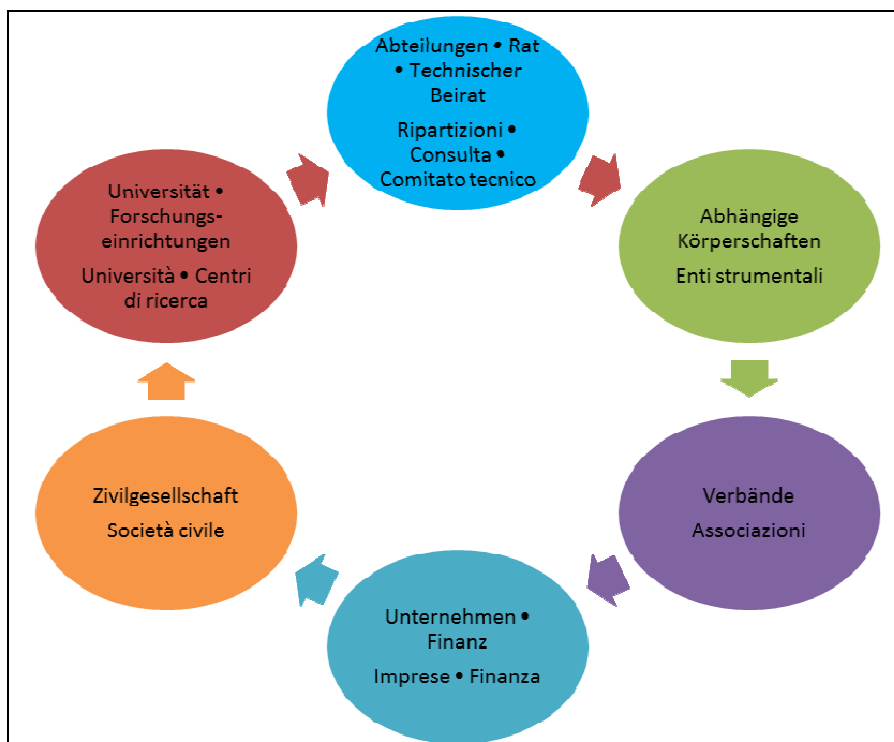 Abteilungen • Rat
• Technischer
Beirat
Ripartizioni •
Consulta •
Comitato tecnico
Abhängige
Körperschaften
Enti strumentali
Verbände
Associazioni
Unternehmen •
Finanz
Imprese • Finanza
Zivilgesellschaft
Società civile
Universität •
Forschungs-
einrichtungen
Università • Centri
di ricerca